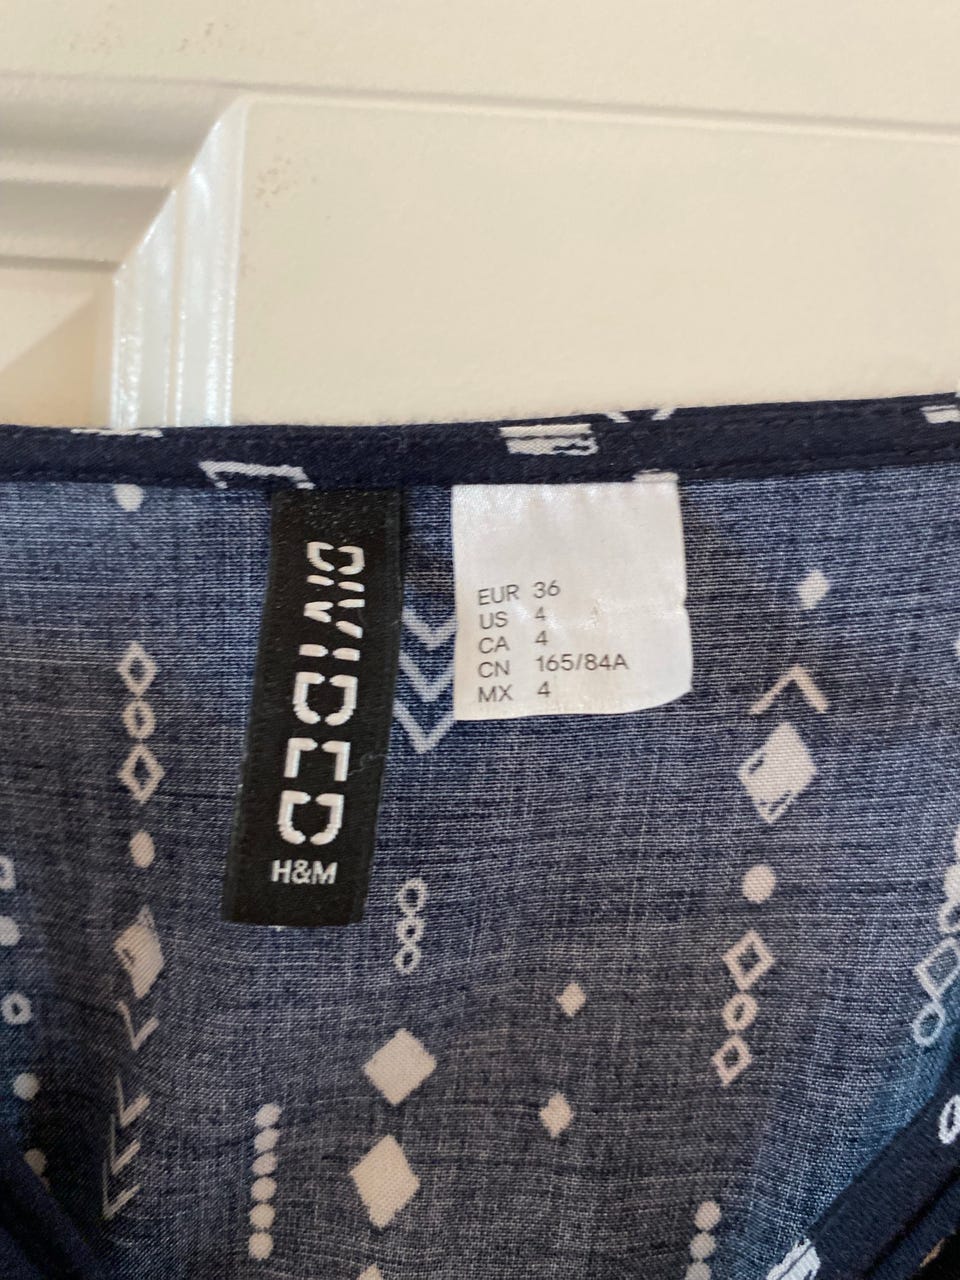 DIVIDED
H&M
EUR 36
US 4
CA 4
CN 165/84A
MX 4